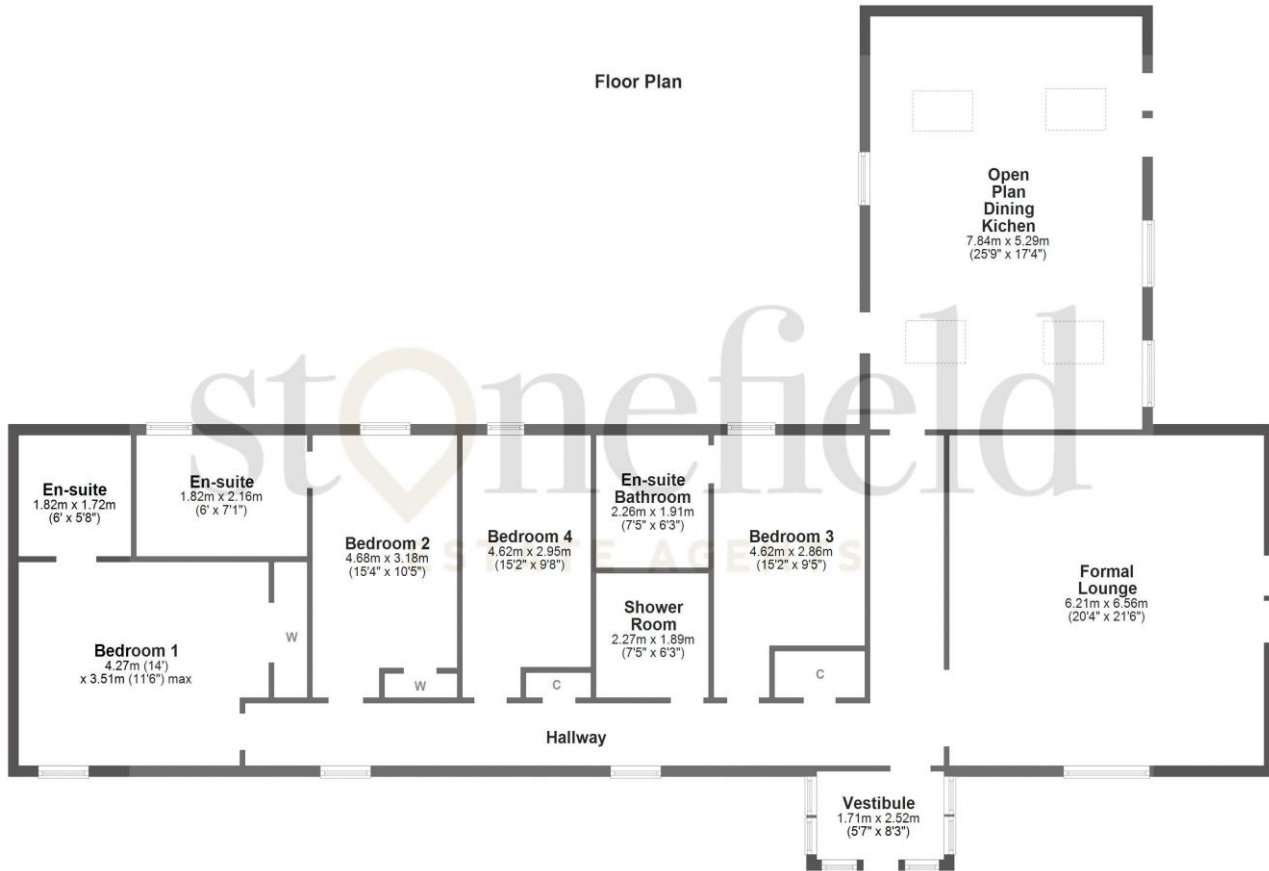 Floor Plan
Open
Plan
Dining
Kichen
7.84m x 5.29m
(25'9" x 17'4")
stonefield
ESTATE AGENTS
En-suite
1.82m x 1.72m
(6' x 5'8")
En-suite
1.82m x 2.16m
(6' x 7'1")
Bedroom 2
4.68m x 3.18m
(15'4" x 10'5")
Bedroom 4
4.62m x 2.95m
(15'2" x 9'8")
En-suite
Bathroom
2.26m x 1.91m
(7'5" x 6'3")
Bedroom 3
4.62m x 2.86m
(15'2" x 9'5")
Formal
Lounge
6.21m x 6.56m
(20'4" x 21'6")
Bedroom 1
4.27m (14')
x 3.51m (11'6") max
W
W
C
Shower
Room
2.27m x 1.89m
(7'5" x 6'3")
C
Hallway
Vestibule
1.71m x 2.52m
(5'7" x 8'3")